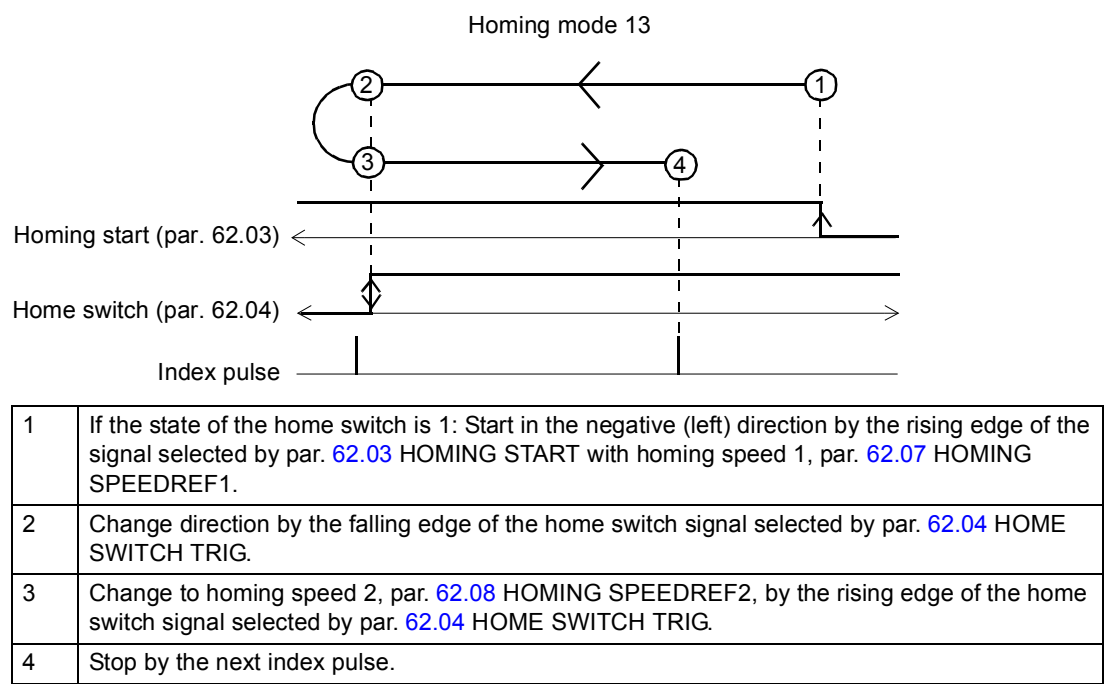 Homing mode 13
2
1
3
4
Homing start (par. 62.03)
Home switch (par. 62.04)
Index pulse
1 If the state of the home switch is 1: Start in the negative (left) direction by the rising edge of the
signal selected by par. 62.03 HOMING START with homing speed 1, par. 62.07 HOMING
SPEEDREF1.
2 Change direction by the falling edge of the home switch signal selected by par. 62.04 HOME
SWITCH TRIG.
3 Change to homing speed 2, par. 62.08 HOMING SPEEDREF2, by the rising edge of the home
switch signal selected by par. 62.04 HOME SWITCH TRIG.
4 Stop by the next index pulse.